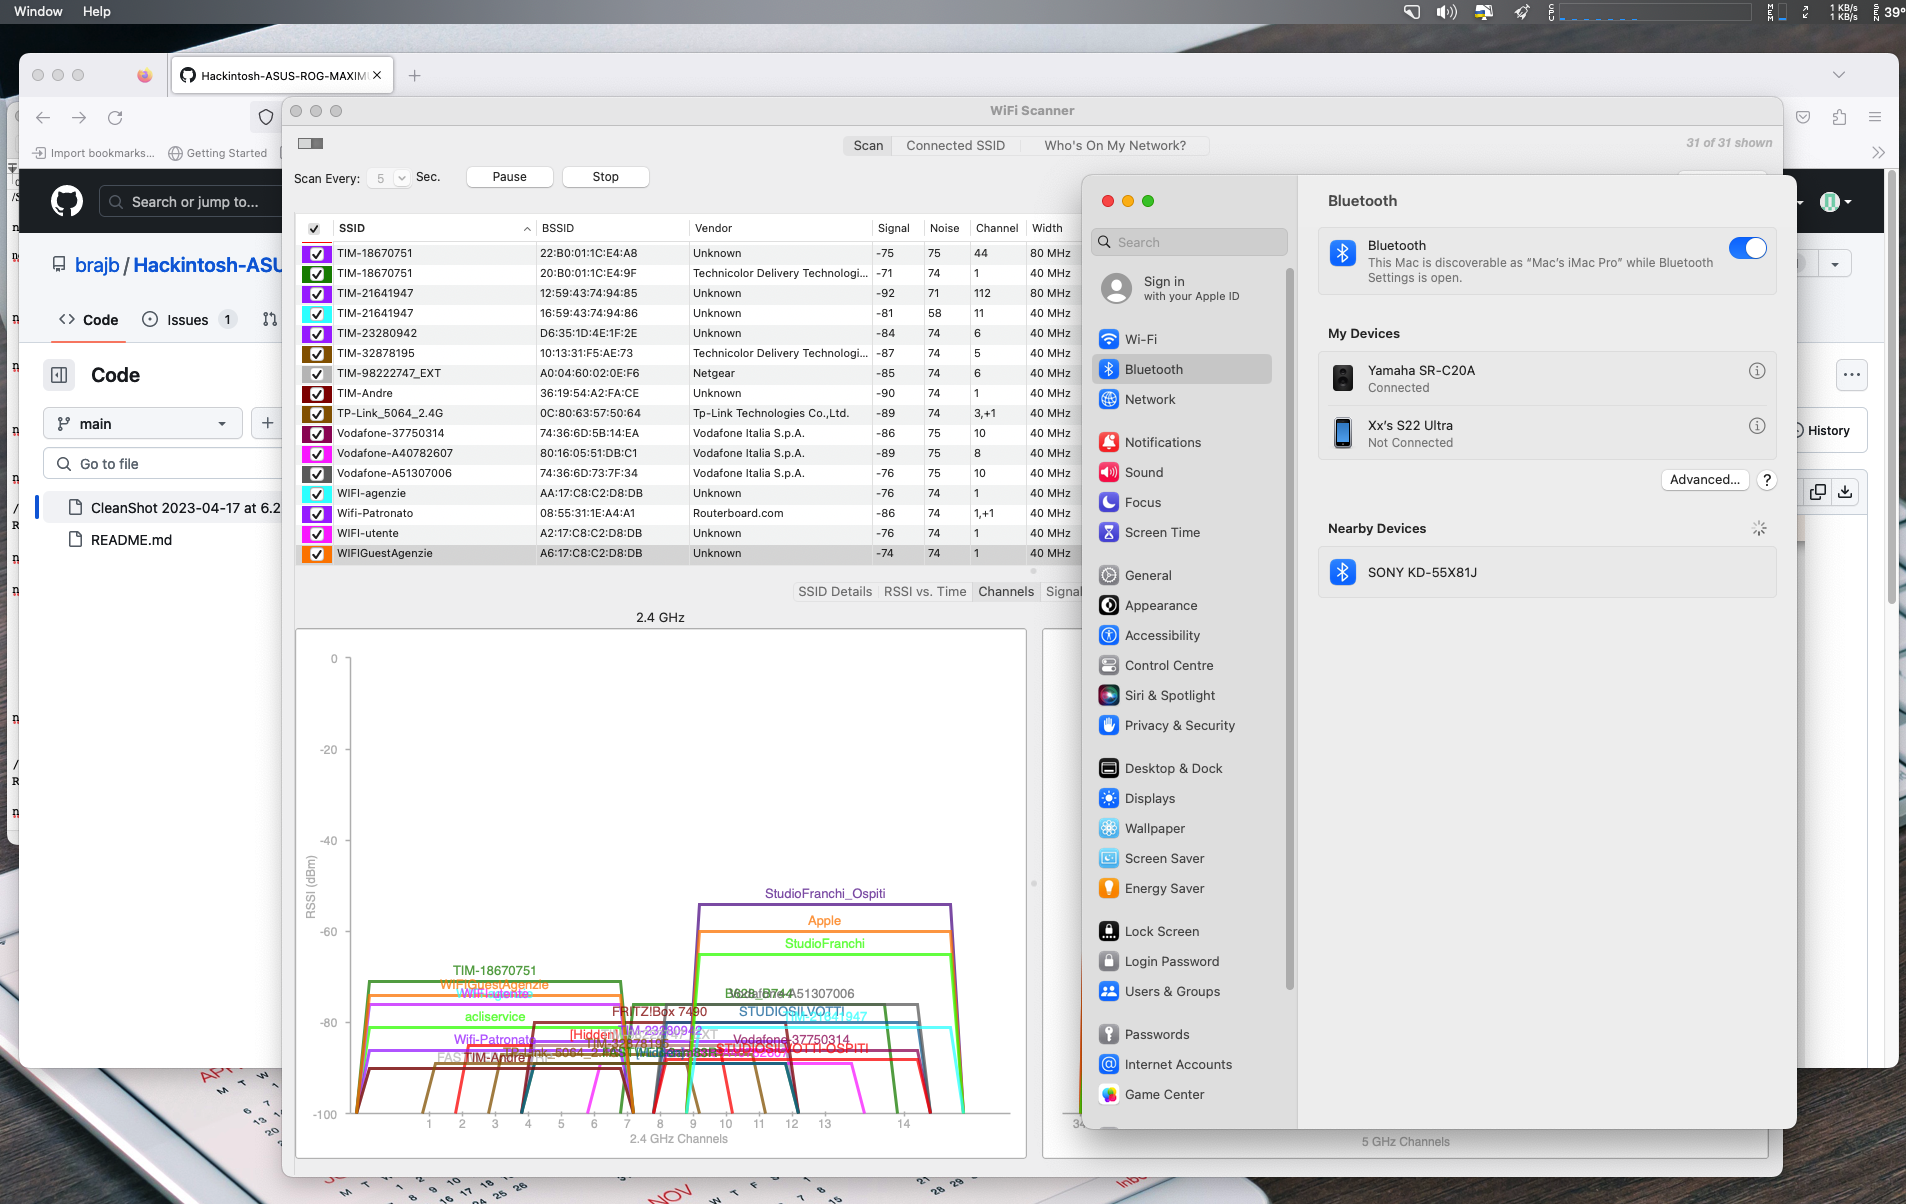 Window Help
CPU
MEM
1 KB/s
1 KB/s
SEN
39°
Hackintosh-ASUS-ROG-MAXIMU
Import bookmarks...
Getting Started
Search or jump to...
brajb / Hackintosh-ASU
Code
Issues 1
Code
main
Go to file
CleanShot 2023-04-17 at 6.2
README.md
History
WiFi Scanner
Scan
Connected SSID
Who's On My Network?
31 of 31 shown
Scan Every: 5 Sec.
Pause
Stop
SSID BSSID Vendor Signal Noise Channel Width
TIM-18670751 22:B0:01:1C:E4:A8 Unknown -75 75 44 80 MHz
TIM-18670751 20:B0:01:1C:E4:9F Technicolor Delivery Technologi... -71 74 1 40 MHz
TIM-21641947 12:59:43:74:94:85 Unknown -92 71 112 80 MHz
TIM-21641947 16:59:43:74:94:86 Unknown -81 58 11 40 MHz
TIM-23280942 D6:35:1D:4E:1F:2E Unknown -84 74 6 40 MHz
TIM-32878195 10:13:31:F5:AE:73 Technicolor Delivery Technologi... -87 74 5 40 MHz
TIM-98222747_EXT A0:04:60:02:0E:F6 Netgear -85 74 6 40 MHz
TIM-Andre 36:19:54:A2:FA:CE Unknown -90 74 1 40 MHz
TP-Link_5064_2.4G 0C:80:63:57:50:64 Tp-Link Technologies Co.,Ltd. -89 74 3,+1 40 MHz
Vodafone-37750314 74:36:6D:5B:14:EA Vodafone Italia S.p.A. -86 75 10 40 MHz
Vodafone-A40782607 80:16:05:51:DB:C1 Vodafone Italia S.p.A. -89 75 8 40 MHz
Vodafone-A51307006 74:36:6D:73:7F:34 Vodafone Italia S.p.A. -76 75 10 40 MHz
WIFI-agenzie AA:17:C8:C2:D8:DB Unknown -76 74 1 40 MHz
Wifi-Patronato 08:55:31:1E:A4:A1 Routerboard.com -86 74 1,+1 40 MHz
WIFI-utente A2:17:C8:C2:D8:DB Unknown -76 74 1 40 MHz
WIFIGuestAgenzie A6:17:C8:C2:D8:DB Unknown -74 74 1 40 MHz
SSID Details
RSSI vs. Time
Channels
Signal
2.4 GHz
0
-20
-40
-60
-80
-100
RSSI (dBm)
StudioFranchi_Ospiti
Apple
StudioFranchi
TIM-18670751
WIFIGuestAgenzie
WIFI-utente
acliservice
Wifi-Patronato
TIM-Andre
FRITZ!Box 7490
[Hidden]
TIM-23280942
Vodafone-A51307006
STUDIOSILVOTTI
TIM-21641947
Vodafone-37750314
STUDIOSILVOTTI-OSPITI
1 2 3 4 5 6 7 8 9 10 11 12 13 14
2.4 GHz Channels
34
5 GHz Channels
Search
Sign in
with your Apple ID
Wi-Fi
Bluetooth
Network
Notifications
Sound
Focus
Screen Time
General
Appearance
Accessibility
Control Centre
Siri & Spotlight
Privacy & Security
Desktop & Dock
Displays
Wallpaper
Screen Saver
Energy Saver
Lock Screen
Login Password
Users & Groups
Passwords
Internet Accounts
Game Center
Bluetooth
Bluetooth
This Mac is discoverable as “Mac’s iMac Pro” while Bluetooth
Settings is open.
My Devices
Yamaha SR-C20A
Connected
Xx’s S22 Ultra
Not Connected
Advanced...
?
Nearby Devices
SONY KD-55X81J
NOV